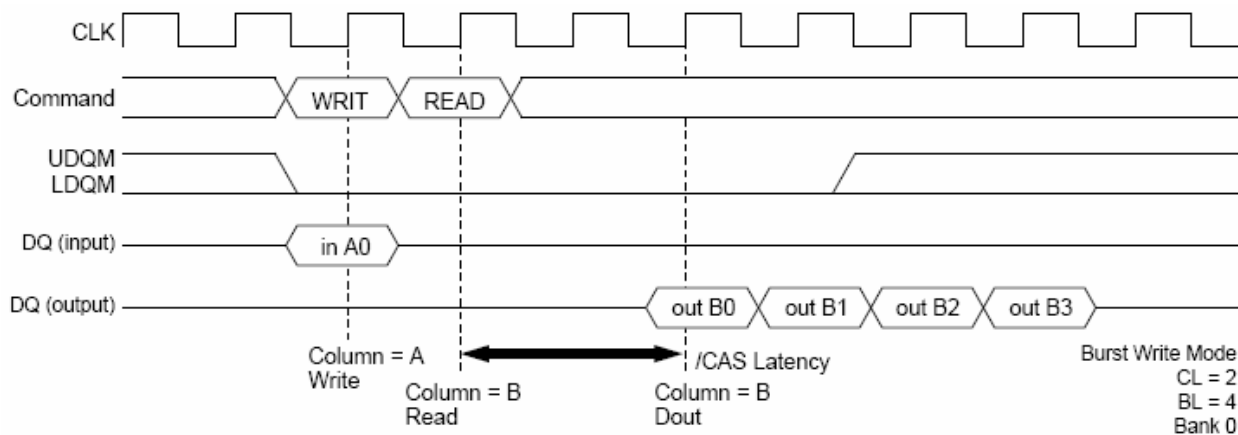 CLK
Command
WRIT
READ
UDQM
LDQM
DQ (input)
in A0
DQ (output)
out B0
out B1
out B2
out B3
Column = A
Write
Column = B
Read
/CAS Latency
Column = B
Dout
Burst Write Mode
CL = 2
BL = 4
Bank 0